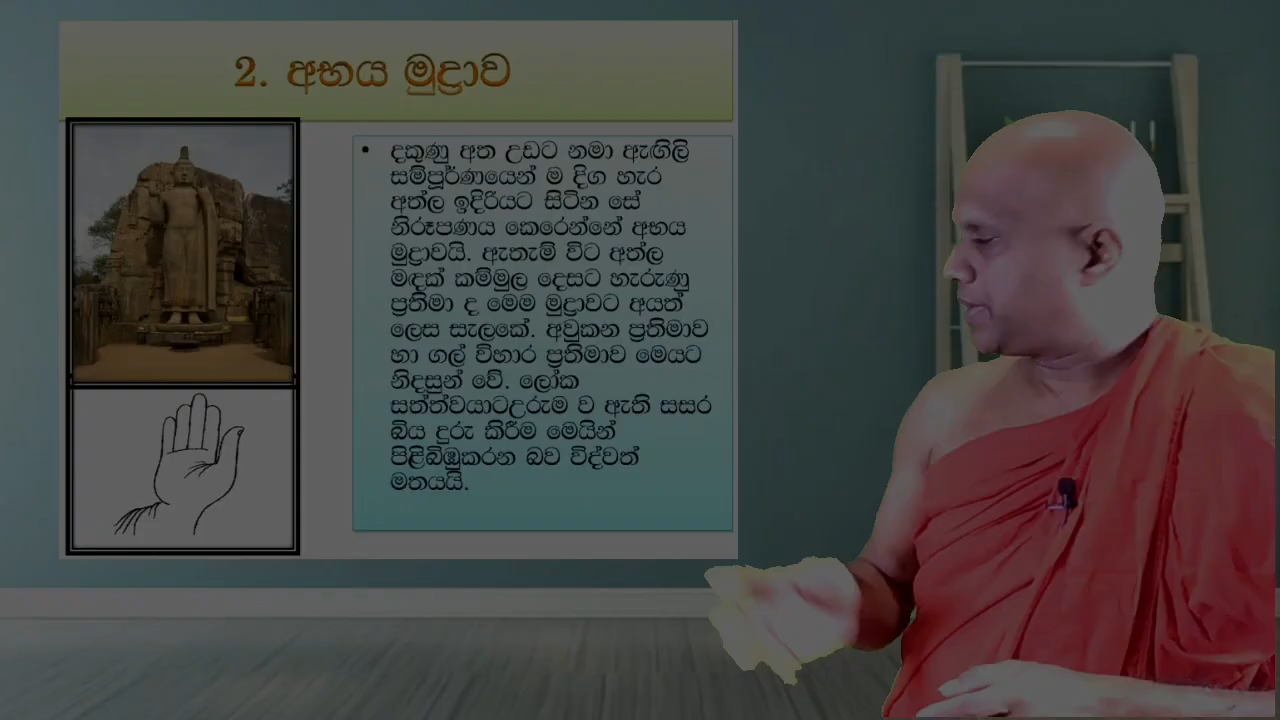 2. අභය මුද්‍රාව
• දකුණු අත උඩට නමා ඇඟිලි
සම්පූර්ණයෙන් ම දිග හැර
අත්ල ඉදිරියට සිටින සේ
නිරූපණය කෙරෙන්නේ අභය
මුද්‍රාවයි. ඇතැම් විට අත්ල
මඳක් කම්මුල දෙසට හැරුණු
ප්‍රතිමා ද මෙම මුද්‍රාවට අයත්
ලෙස සැලකේ. අවුකන ප්‍රතිමාව
හා ගල් විහාර ප්‍රතිමාව මෙයට
නිදසුන් වේ. ලෝක
සත්ත්වයාටඋරුම ව ඇති සසර
බිය දුරු කිරීම මෙයින්
පිළිබිඹුකරන බව විද්වත්
මතයයි.